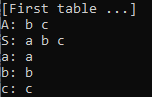 [First table ...]
A: b c
S: a b c
a: a
b: b
c: c